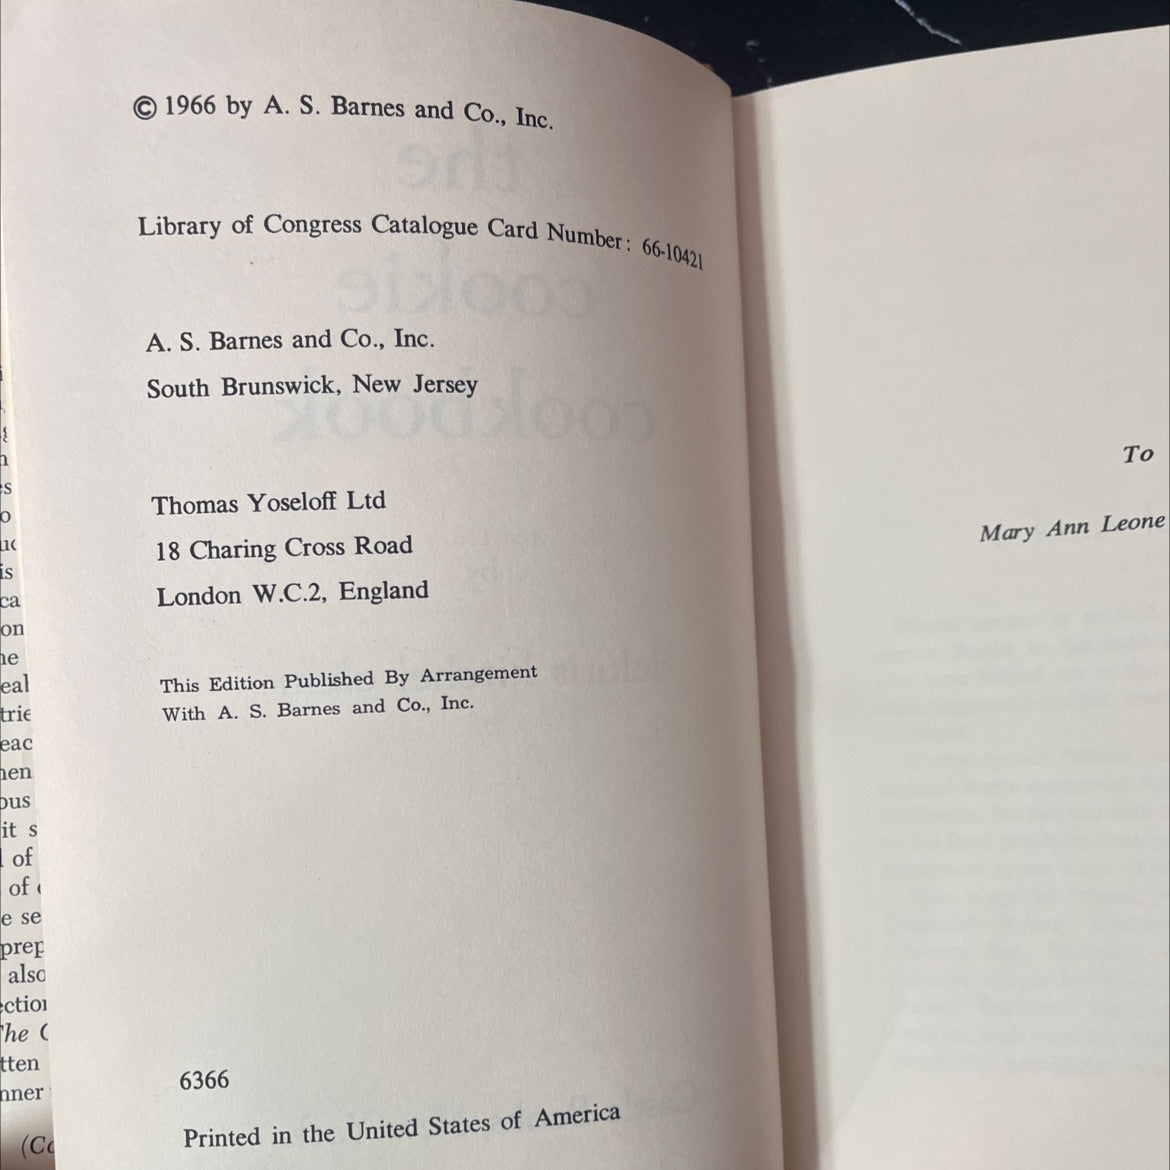 © 1966 by A. S. Barnes and Co., Inc.
Library of Congress Catalogue Card Number: 66-10421
A. S. Barnes and Co., Inc.
South Brunswick, New Jersey
Thomas Yoseloff Ltd
18 Charing Cross Road
London W.C.2, England
This Edition Published By Arrangement
With A. S. Barnes and Co., Inc.
6366
Printed in the United States of America
To
Mary Ann Leone